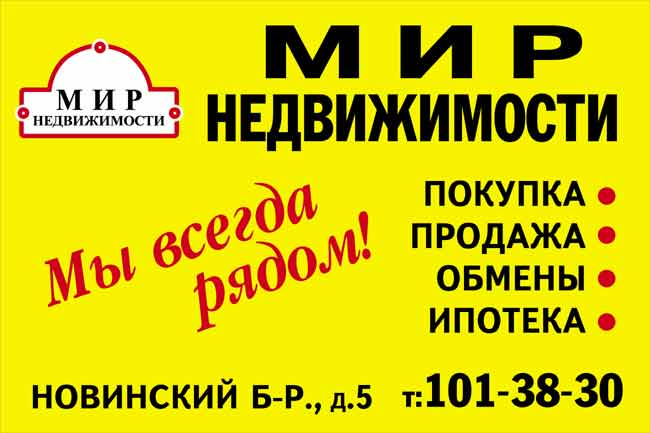 МИР
НЕДВИЖИМОСТИ
МИР
НЕДВИЖИМОСТИ
Мы всегда
рядом!
ПОКУПКА
ПРОДАЖА
ОБМЕНЫ
ИПОТЕКА
НОВИНСКИЙ Б-Р., д.5 т:101-38-30